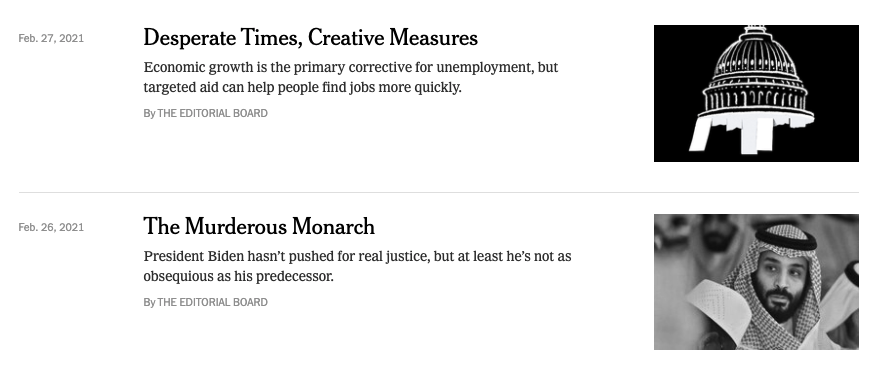 Feb. 27, 2021
Desperate Times, Creative Measures
Economic growth is the primary corrective for unemployment, but
targeted aid can help people find jobs more quickly.
By THE EDITORIAL BOARD
Feb. 26, 2021
The Murderous Monarch
President Biden hasn’t pushed for real justice, but at least he’s not as
obsequious as his predecessor.
By THE EDITORIAL BOARD